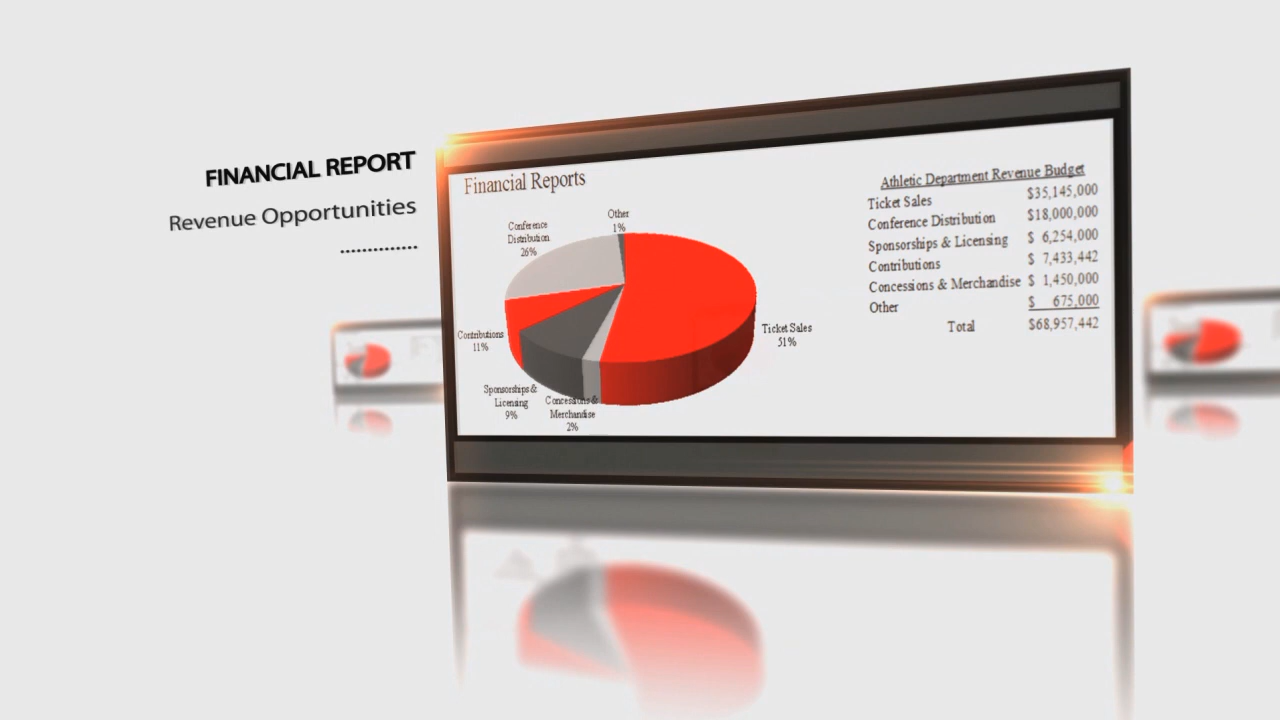 FINANCIAL REPORT
Revenue Opportunities
..............
Financial Reports
Other
1%
Conference
Distribution
26%
Contributions
11%
Sponsorships &
Licensing
9%
Concessions &
Merchandise
2%
Ticket Sales
51%
Athletic Department Revenue Budget
Ticket Sales $35,145,000
Conference Distribution $18,000,000
Sponsorships & Licensing $ 6,254,000
Contributions $ 7,433,442
Concessions & Merchandise $ 1,450,000
Other $ 675,000
Total $68,957,442